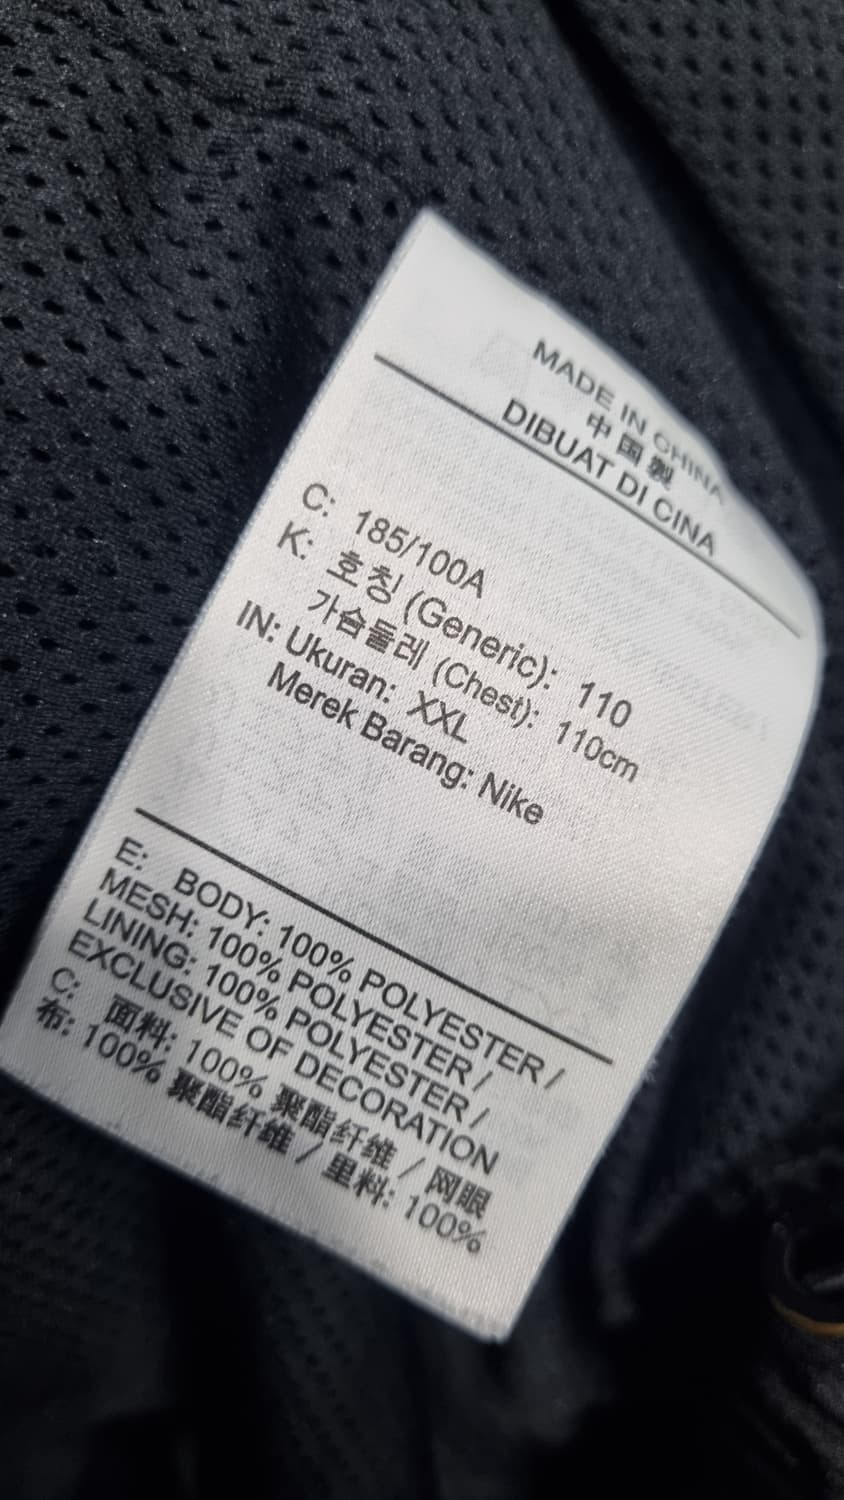 MADE IN CHINA
中国製
DIBUAT DI CINA
C: 185/100A
K: 호칭 (Generic): 110
가슴둘레 (Chest): 110cm
IN: Ukuran: XXL
Merek Barang: Nike
E: BODY: 100% POLYESTER /
MESH: 100% POLYESTER /
LINING: 100% POLYESTER /
EXCLUSIVE OF DECORATION
C: 面料: 100% 聚酯纤维 / 网眼
布: 100% 聚酯纤维 / 里料: 100%